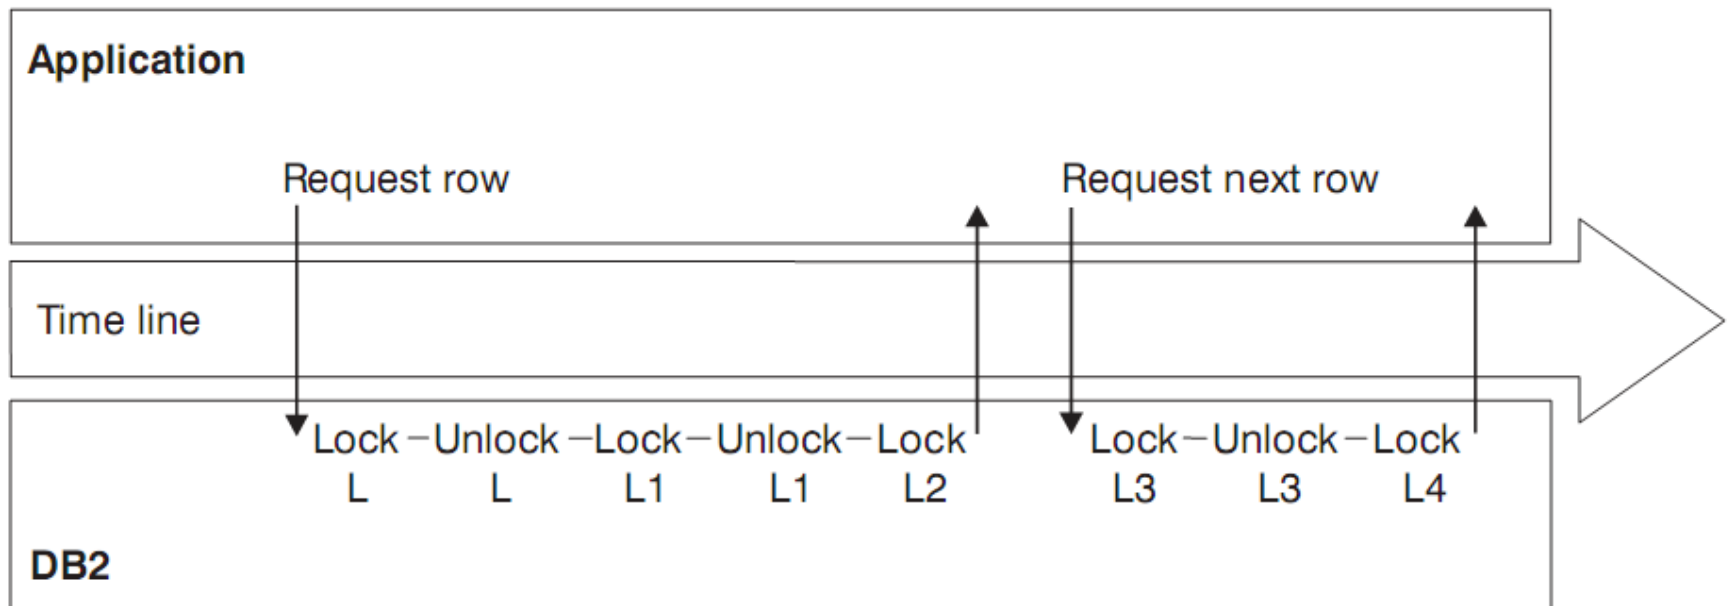 Application
Request row Request next row
Time line
Lock –Unlock –Lock–Unlock–Lock Lock–Unlock–Lock
L L L1 L1 L2 L3 L3 L4
DB2